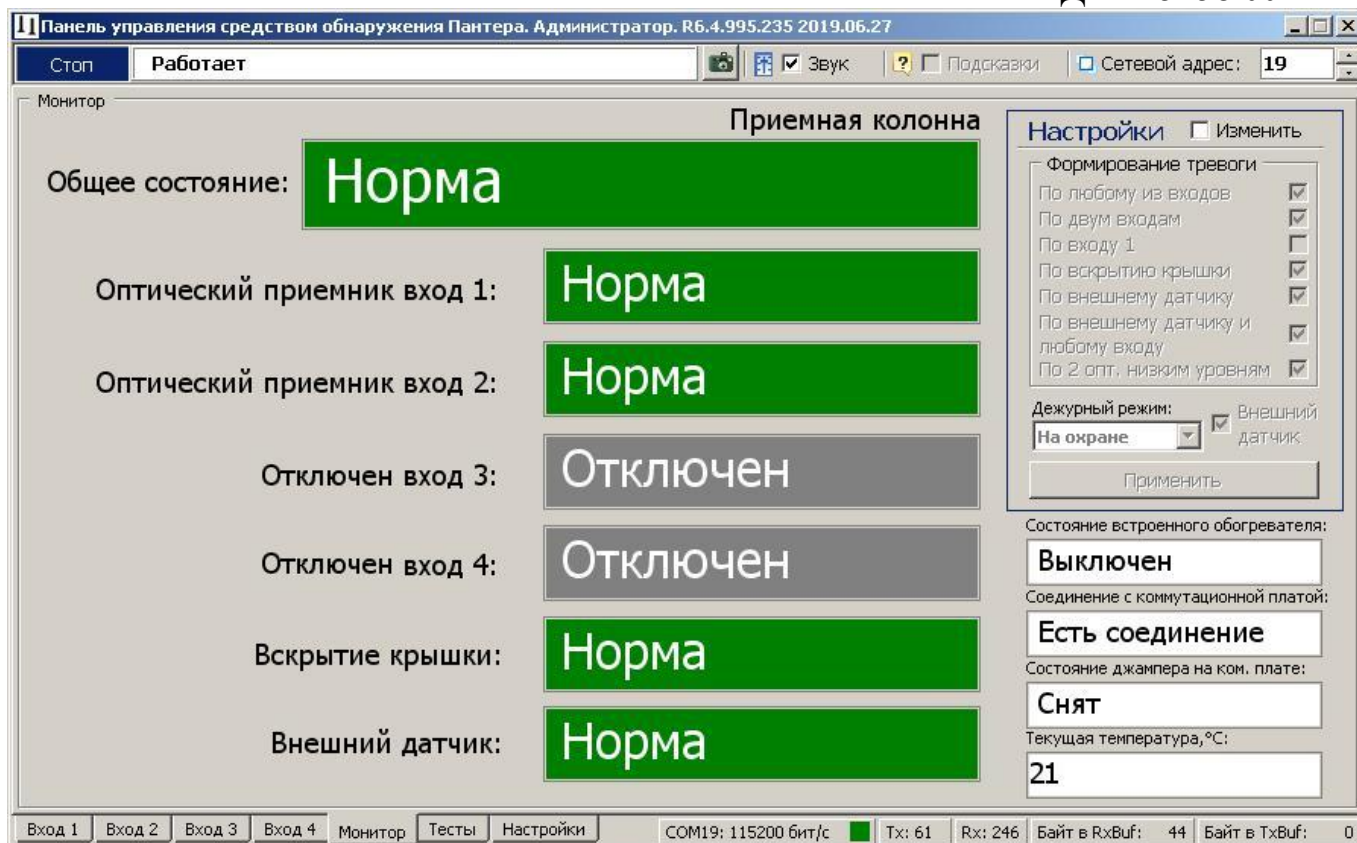 Панель управления средством обнаружения Пантера. Администратор. R6.4.995.235 2019.06.27
Стоп Работает Звук Подсказки Сетевой адрес: 19
Монитор
Приемная колонна
Общее состояние: Норма
Оптический приемник вход 1: Норма
Оптический приемник вход 2: Норма
Отключен вход 3: Отключен
Отключен вход 4: Отключен
Вскрытие крышки: Норма
Внешний датчик: Норма
Настройки Изменить
Формирование тревоги
По любому из входов
По двум входам
По входу 1
По вскрытию крышки
По внешнему датчику
По внешнему датчику и
любому входу
По 2 опт. низким уровням
Дежурный режим:
На охране
Внешний
датчик
Применить
Состояние встроенного обогревателя:
Выключен
Соединение с коммутационной платой:
Есть соединение
Состояние джампера на ком. плате:
Снят
Текущая температура,°C:
21
Вход 1 Вход 2 Вход 3 Вход 4 Монитор Тесты Настройки COM19: 115200 бит/с Tx: 61 Rx: 246 Байт в RxBuf: 44 Байт в TxBuf: 0